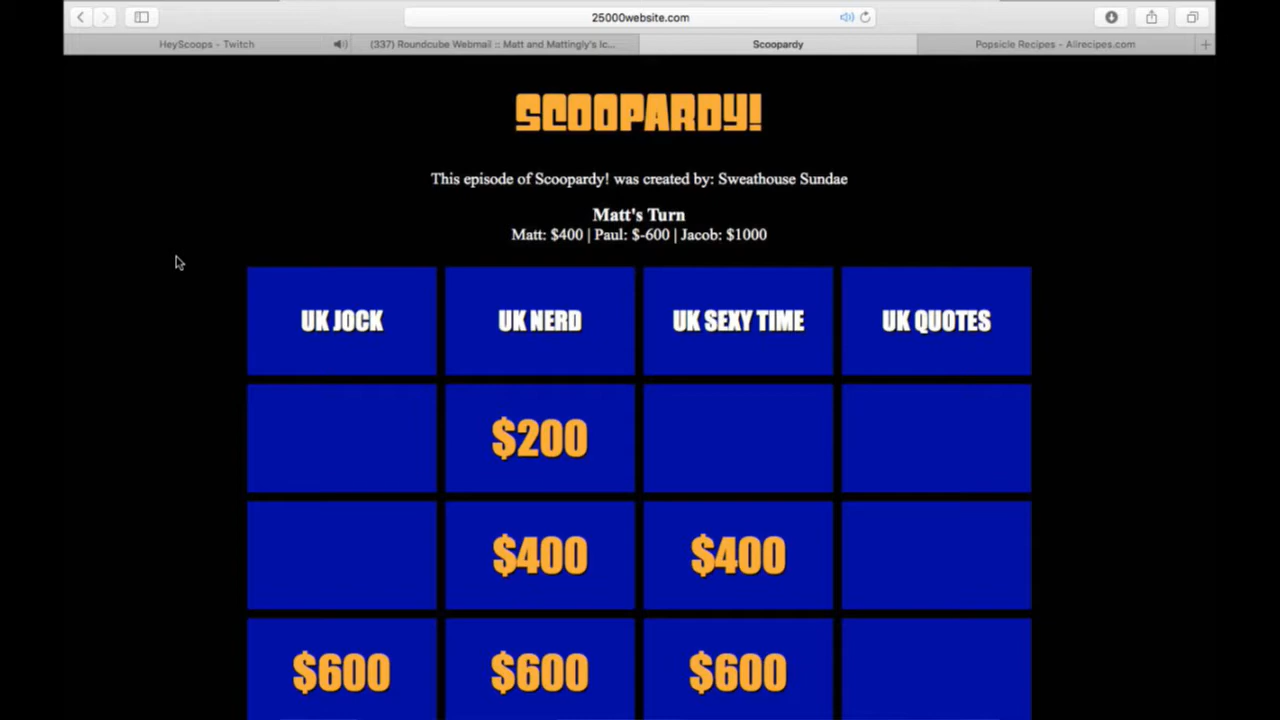 25000website.com
HeyScoops - Twitch
(337) Roundcube Webmail :: Matt and Mattingly's Ic...
Scoopardy
Popsicle Recipes - Allrecipes.com
SCOOPARDY!
This episode of Scoopardy! was created by: Sweathouse Sundae
Matt's Turn
Matt: $400 | Paul: $-600 | Jacob: $1000
UK JOCK
UK NERD
UK SEXY TIME
UK QUOTES
$200
$400
$400
$600
$600
$600